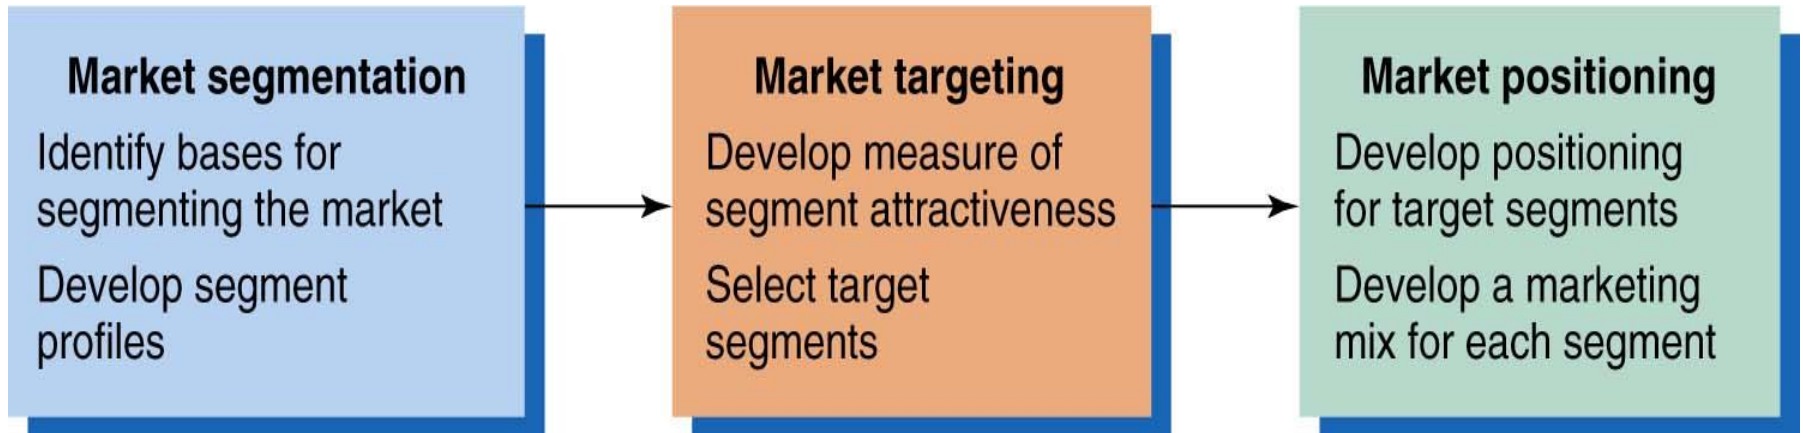 Market segmentation
Identify bases for
segmenting the market
Develop segment
profiles
Market targeting
Develop measure of
segment attractiveness
Select target
segments
Market positioning
Develop positioning
for target segments
Develop a marketing
mix for each segment